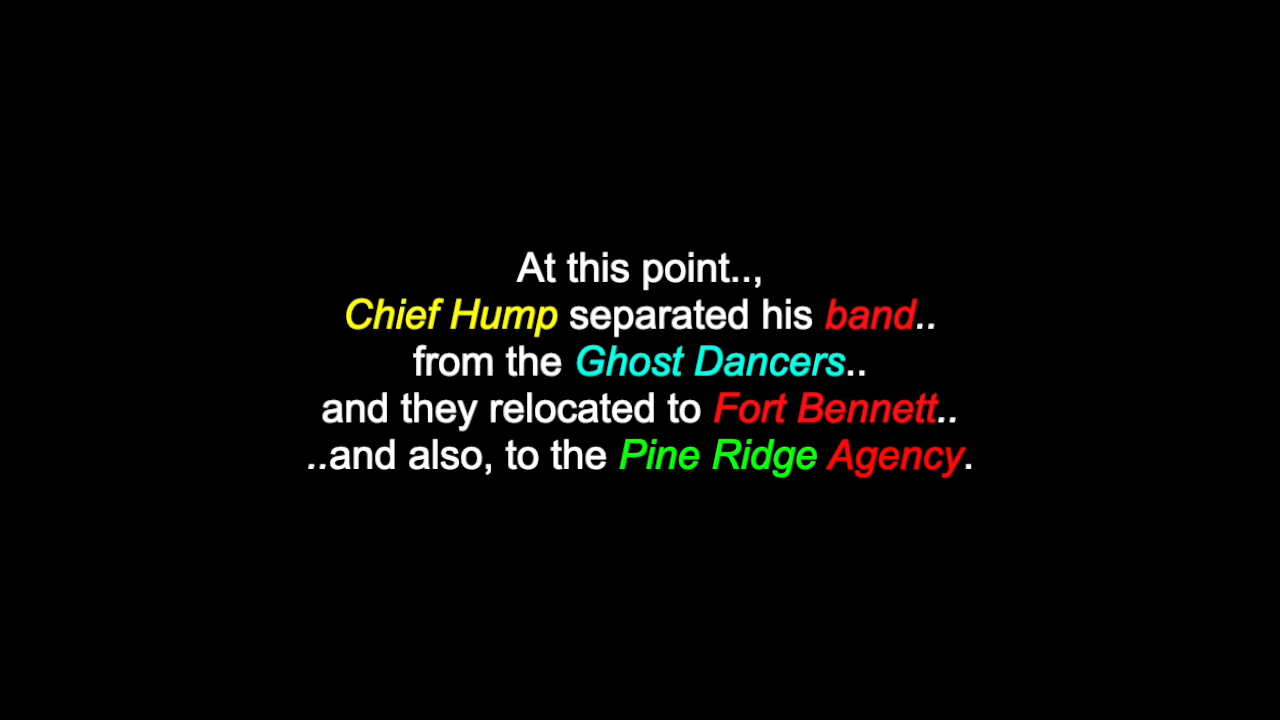 At this point..,
Chief Hump separated his band..
from the Ghost Dancers..
and they relocated to Fort Bennett..
..and also, to the Pine Ridge Agency.